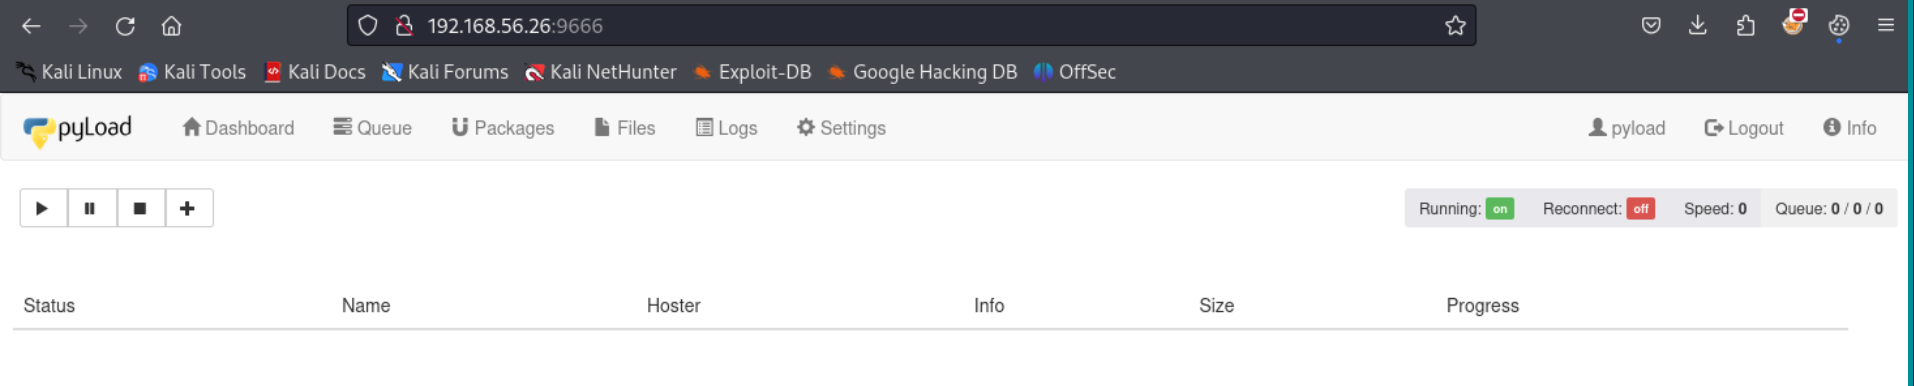 192.168.56.26:9666
Kali Linux Kali Tools Kali Docs Kali Forums Kali NetHunter Exploit-DB Google Hacking DB OffSec
pyLoad Dashboard Queue Packages Files Logs Settings pyload Logout Info
Running: on Reconnect: off Speed: 0 Queue: 0 / 0 / 0
Status Name Hoster Info Size Progress